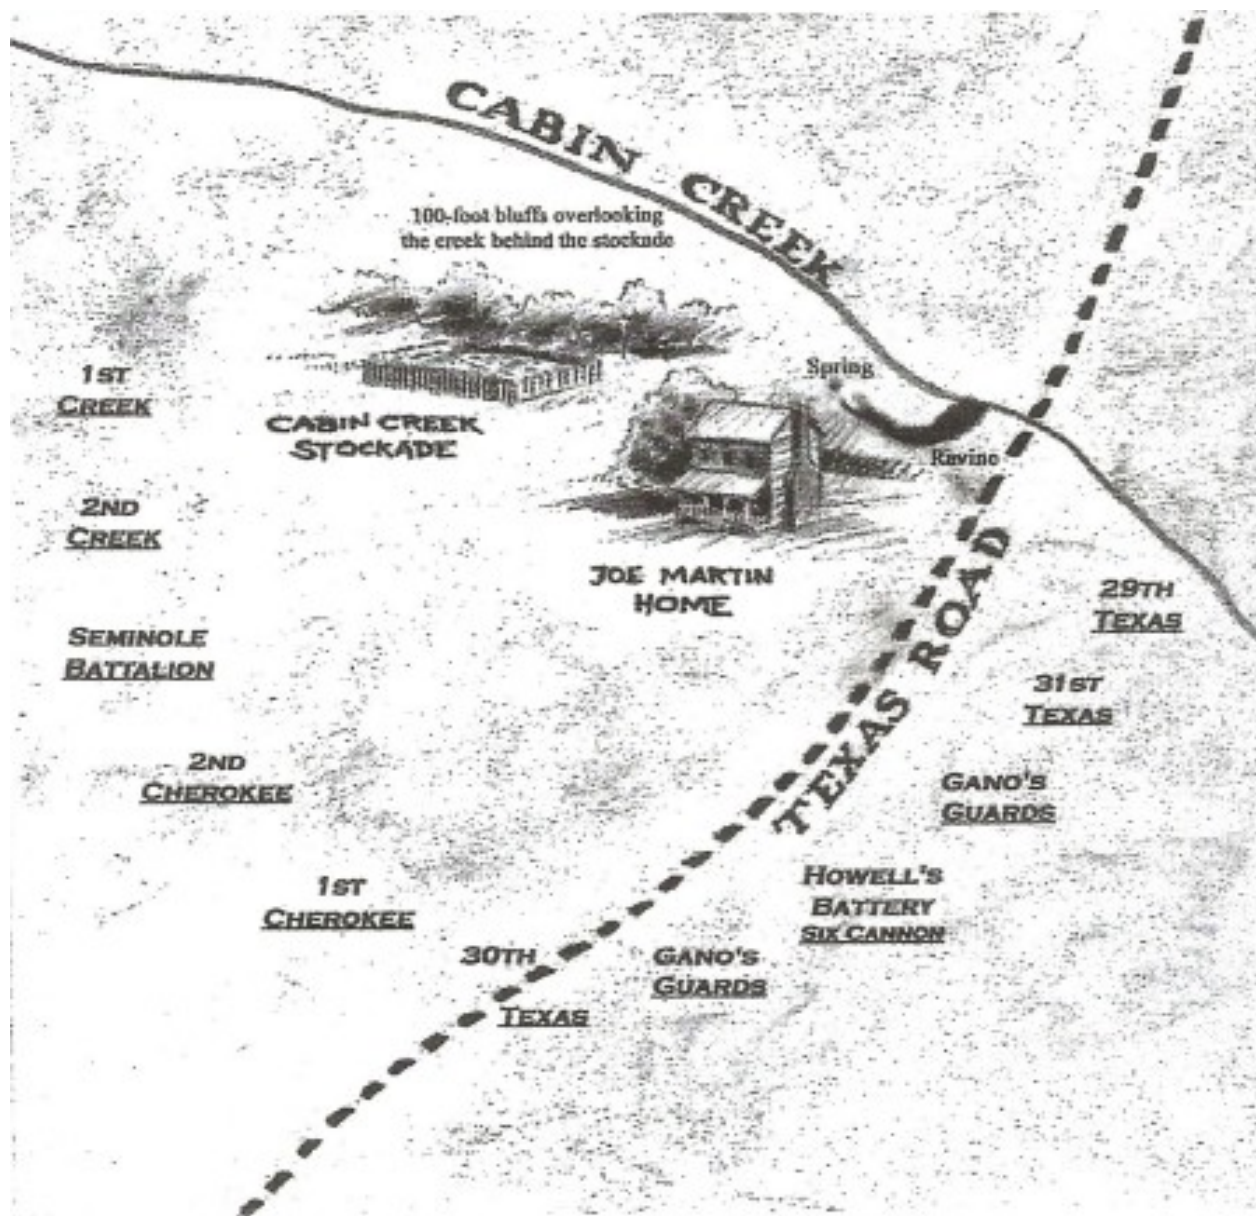 CABIN CREEK
100-foot bluffs overlooking
the creek behind the stockade
Spring
Ravine
1ST
CREEK
CABIN CREEK
STOCKADE
2ND
CREEK
JOE MARTIN
HOME
TEXAS ROAD
29TH
TEXAS
SEMINOLE
BATTALION
31ST
TEXAS
2ND
CHEROKEE
GANO'S
GUARDS
1ST
CHEROKEE
HOWELL'S
BATTERY
SIX CANNON
30TH
TEXAS
GANO'S
GUARDS